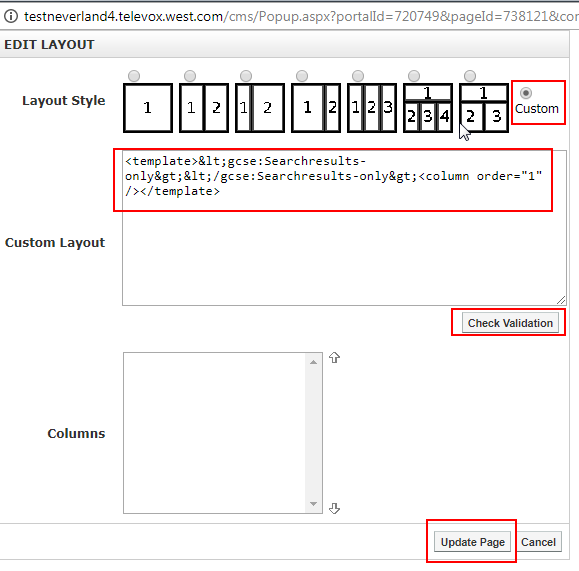 testneverland4.televox.west.com/cms/Popup.aspx?portalId=720749&pageId=738121&cor
EDIT LAYOUT
Layout Style
1
1 2
1 2
1 2
1 2 3
1
2 3 4
1
2 3
Custom
Custom Layout
<template>&lt;gcse:Searchresults-
only&gt;&lt;/gcse:Searchresults-only&gt;<column order="1"
/></template>
Check Validation
Columns
Update Page
Cancel